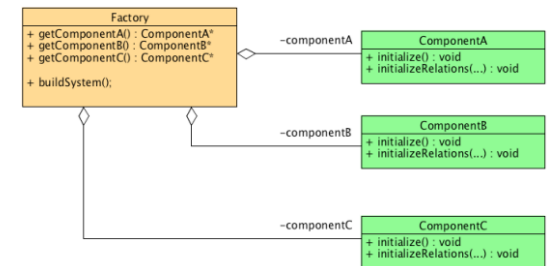 Factory
+ getComponentA() : ComponentA*
+ getComponentB() : ComponentB*
+ getComponentC() : ComponentC*
+ buildSystem();
-componentA
ComponentA
+ initialize() : void
+ initializeRelations(...) : void
-componentB
ComponentB
+ initialize() : void
+ initializeRelations(...) : void
-componentC
ComponentC
+ initialize() : void
+ initializeRelations(...) : void